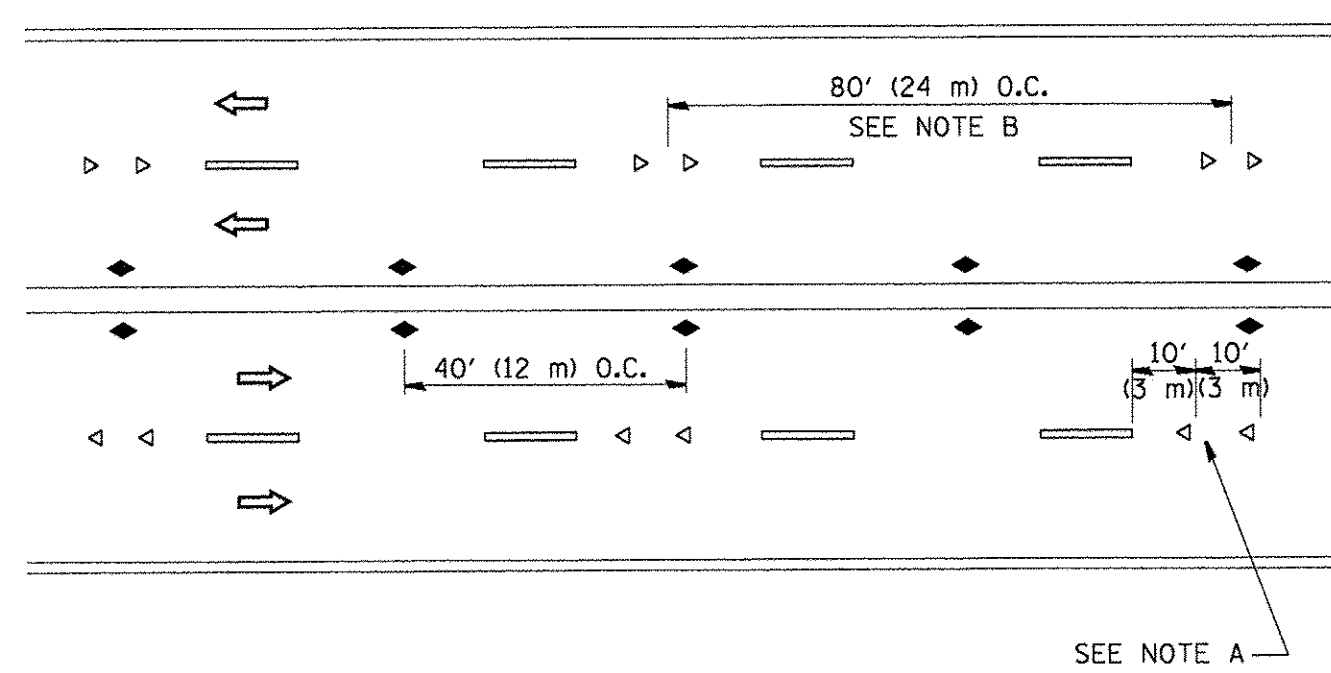 80' (24 m) O.C.
SEE NOTE B
40' (12 m) O.C.
10' 10'
(3 m) (3 m)
SEE NOTE A